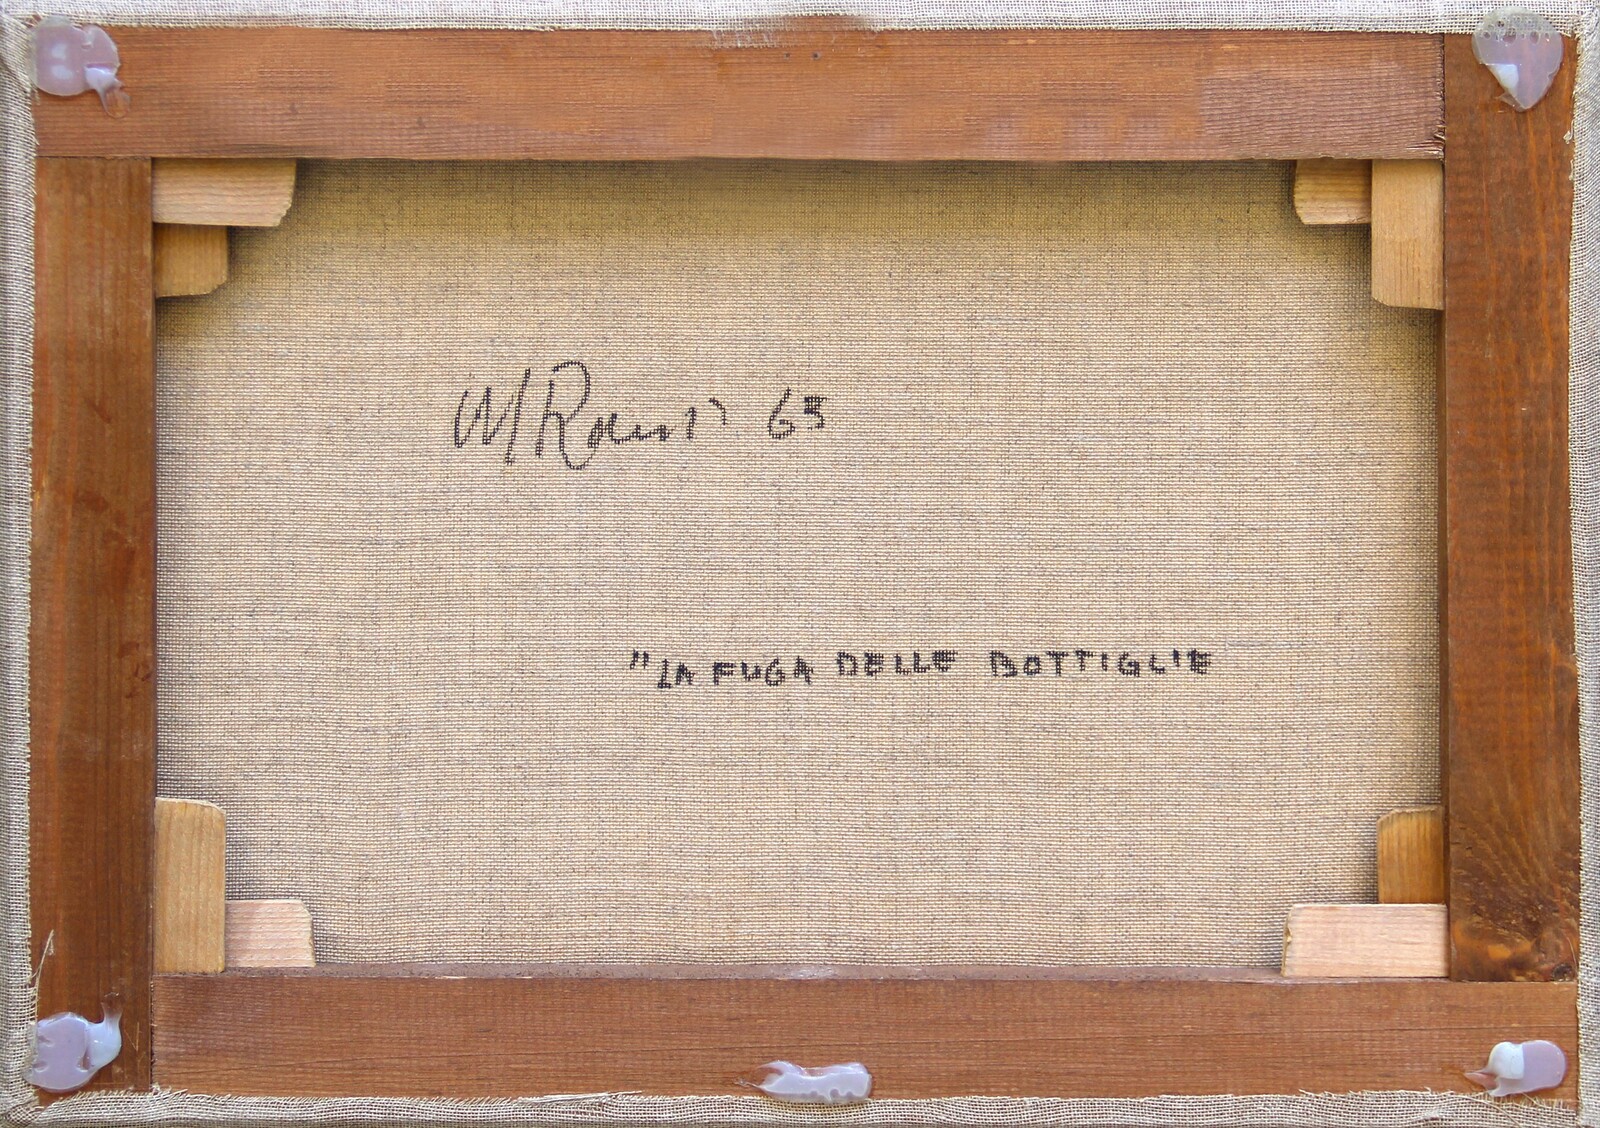 65
"LA FUGA DELLE BOTTIGLIE